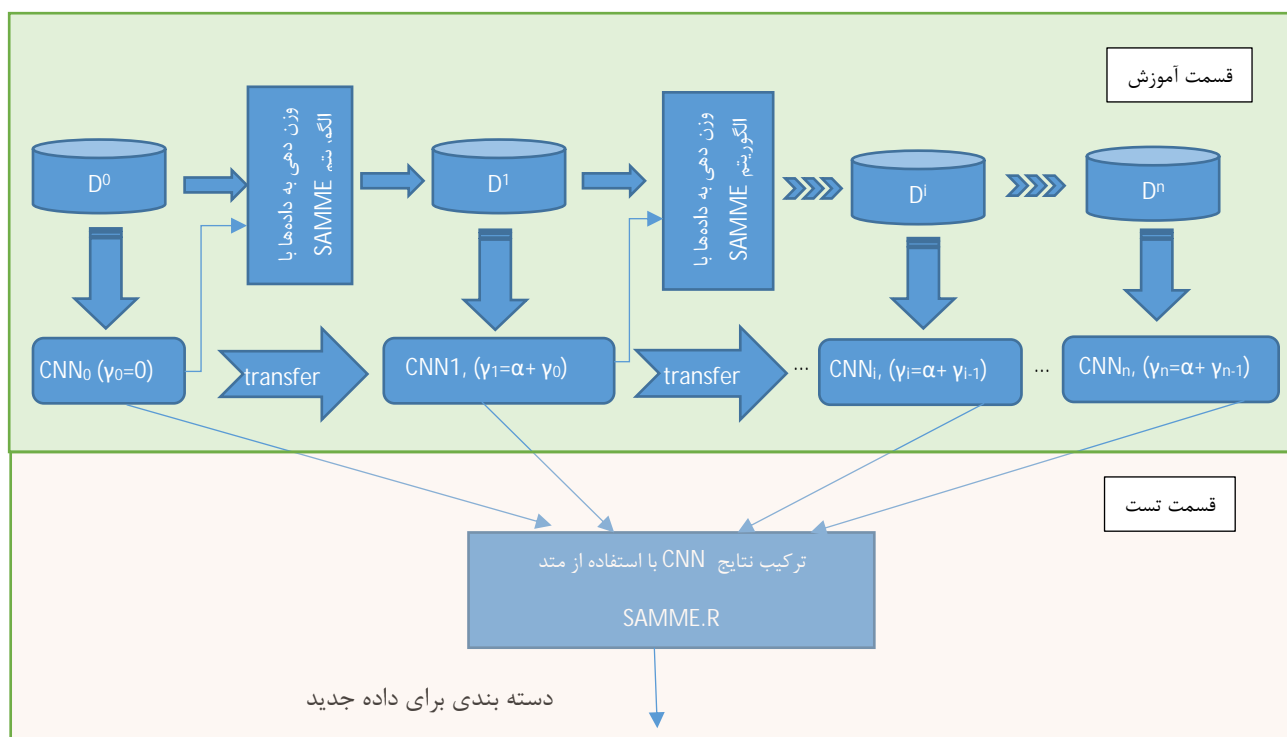 قسمت آموزش
D⁰
وزن دهی به داده‌ها با
الگوریتم SAMME
D¹
وزن دهی به داده‌ها با
الگوریتم SAMME
Dⁱ
Dⁿ
CNN₀ (γ₀=0)
transfer
CNN1, (γ₁=α+ γ₀)
transfer
...
CNNᵢ, (γᵢ=α+ γᵢ₋₁)
...
CNNₙ, (γₙ=α+ γₙ₋₁)
قسمت تست
ترکیب نتایج CNN با استفاده از متد
SAMME.R
دسته بندی برای داده جدید